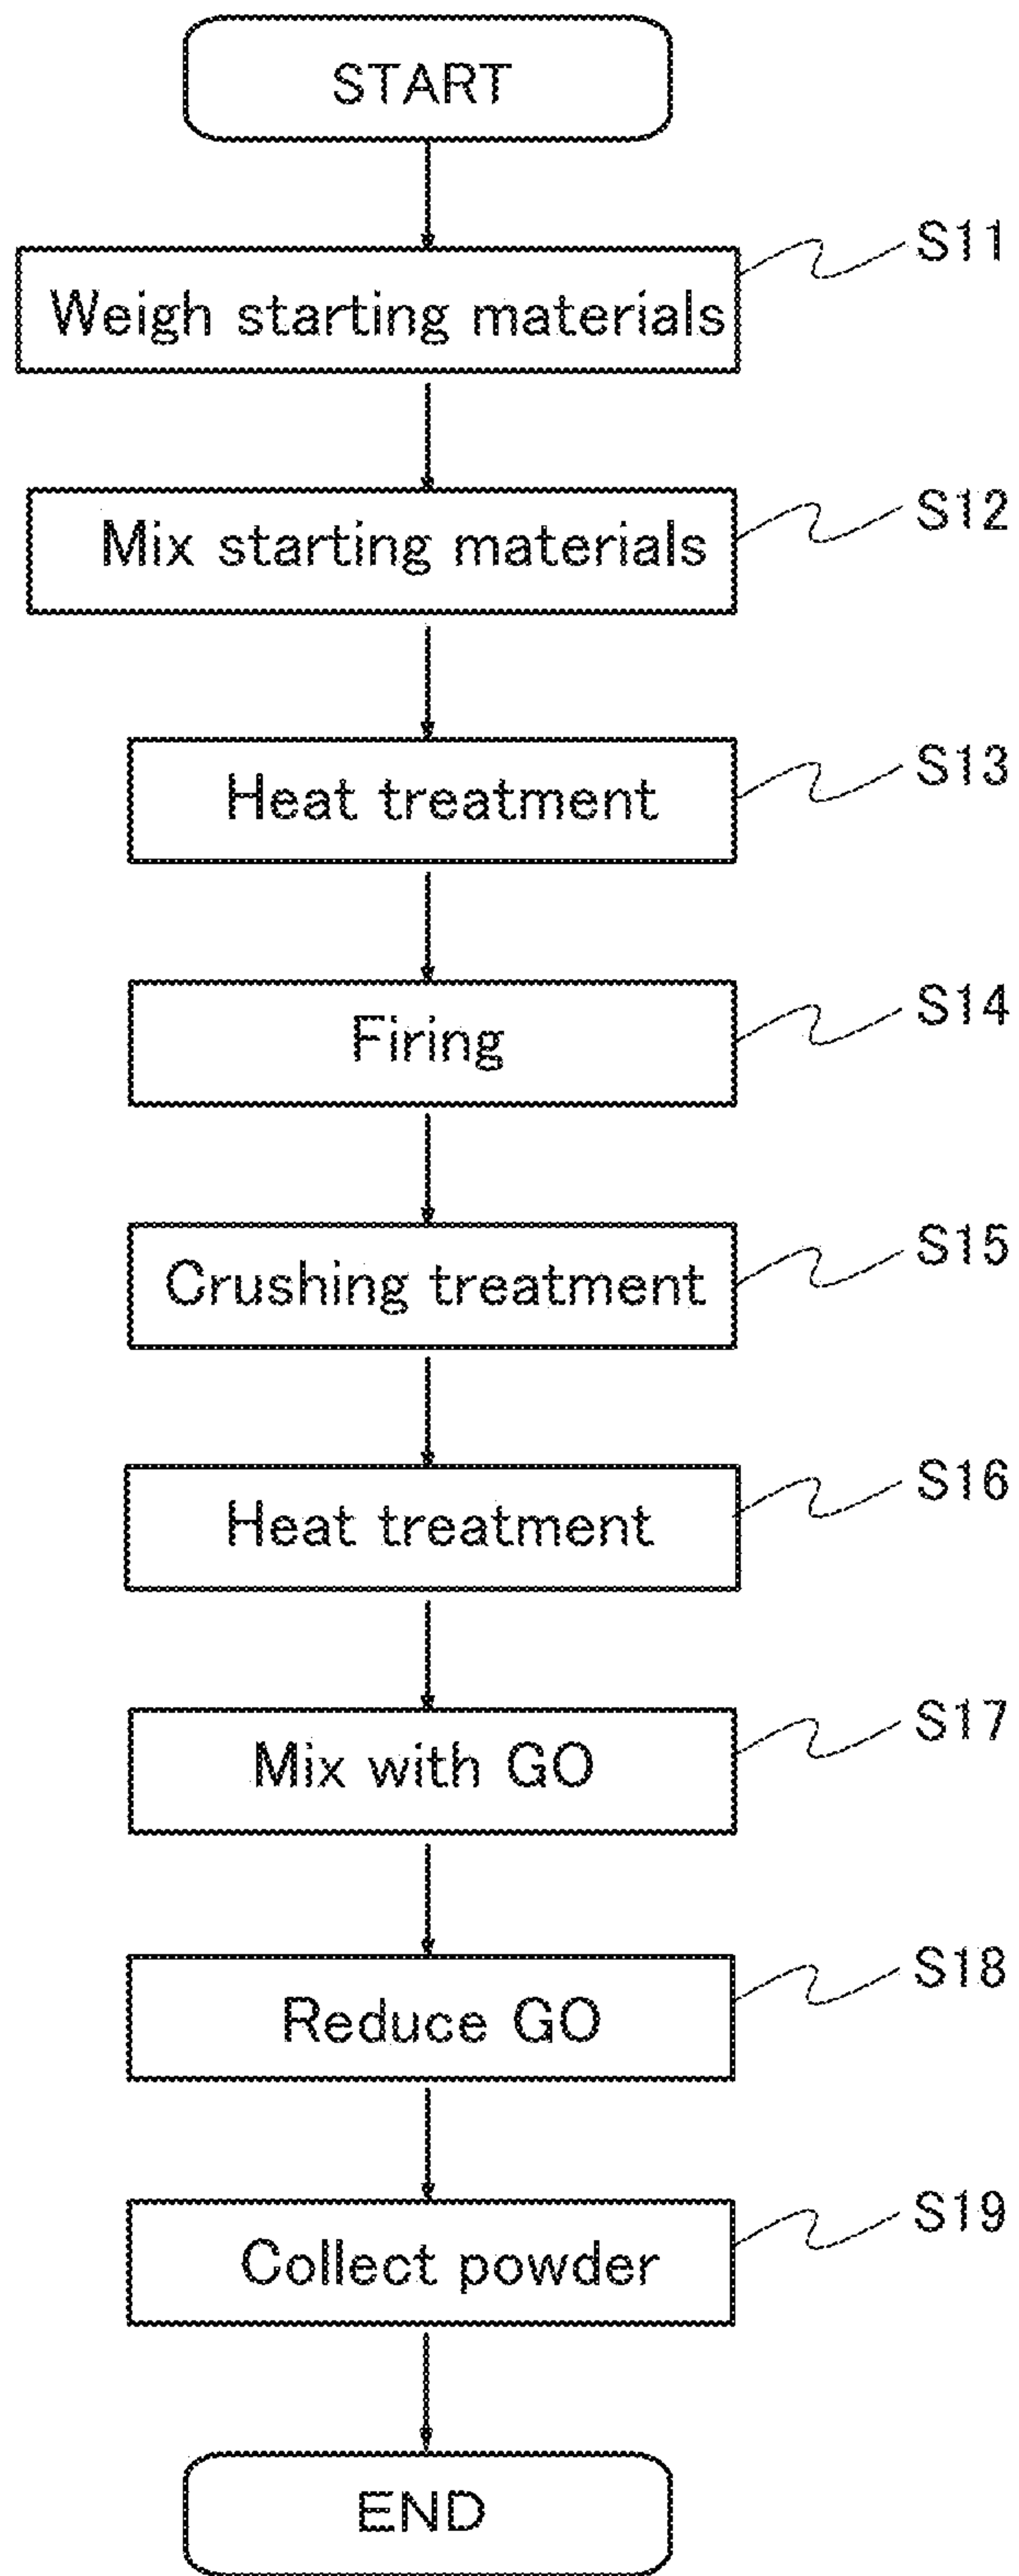 START
S11
Weigh starting materials
S12
Mix starting materials
S13
Heat treatment
S14
Firing
S15
Crushing treatment
S16
Heat treatment
S17
Mix with GO
S18
Reduce GO
S19
Collect powder
END